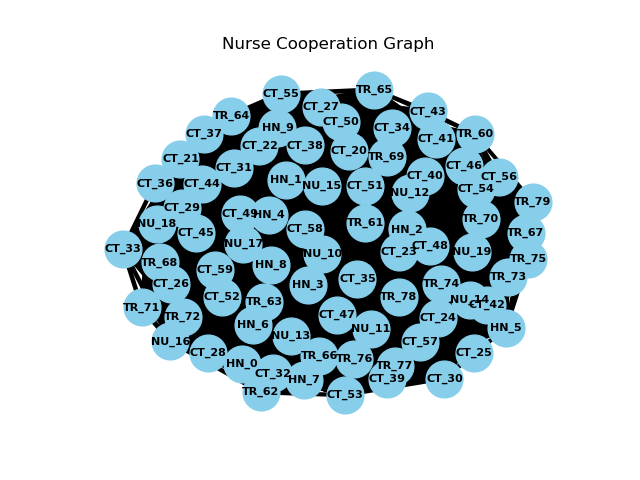 Nurse Cooperation Graph
TR_65
CT_55
CT_27
CT_43
TR_64
CT_50
HN_9
CT_34
CT_37
TR_60
CT_41
CT_22
CT_38
CT_20
TR_69
CT_21
CT_46
CT_31
CT_40
CT_56
CT_36
CT_44
HN_1
NU_15
CT_51
CT_54
NU_12
TR_79
CT_29
CT_49
HN_4
TR_70
NU_18
TR_61
CT_58
HN_2
CT_45
TR_67
NU_17
CT_48
CT_33
CT_23
NU_19
NU_10
TR_75
TR_68
HN_8
CT_59
TR_73
CT_35
CT_26
HN_3
TR_74
CT_52
TR_78
NU_14
TR_63
CT_42
TR_71
CT_47
TR_72
CT_24
HN_6
HN_5
NU_11
NU_13
NU_16
CT_57
CT_28
CT_25
TR_66
TR_76
HN_0
TR_77
CT_32
HN_7
CT_39
CT_30
TR_62
CT_53